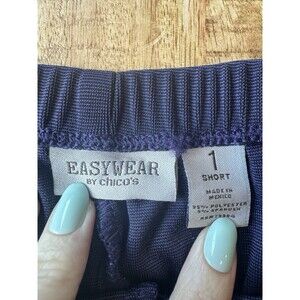 EASYWEAR
BY chico's
1
SHORT
MADE IN
MEXICO
95% POLYESTER
5% SPANDEX